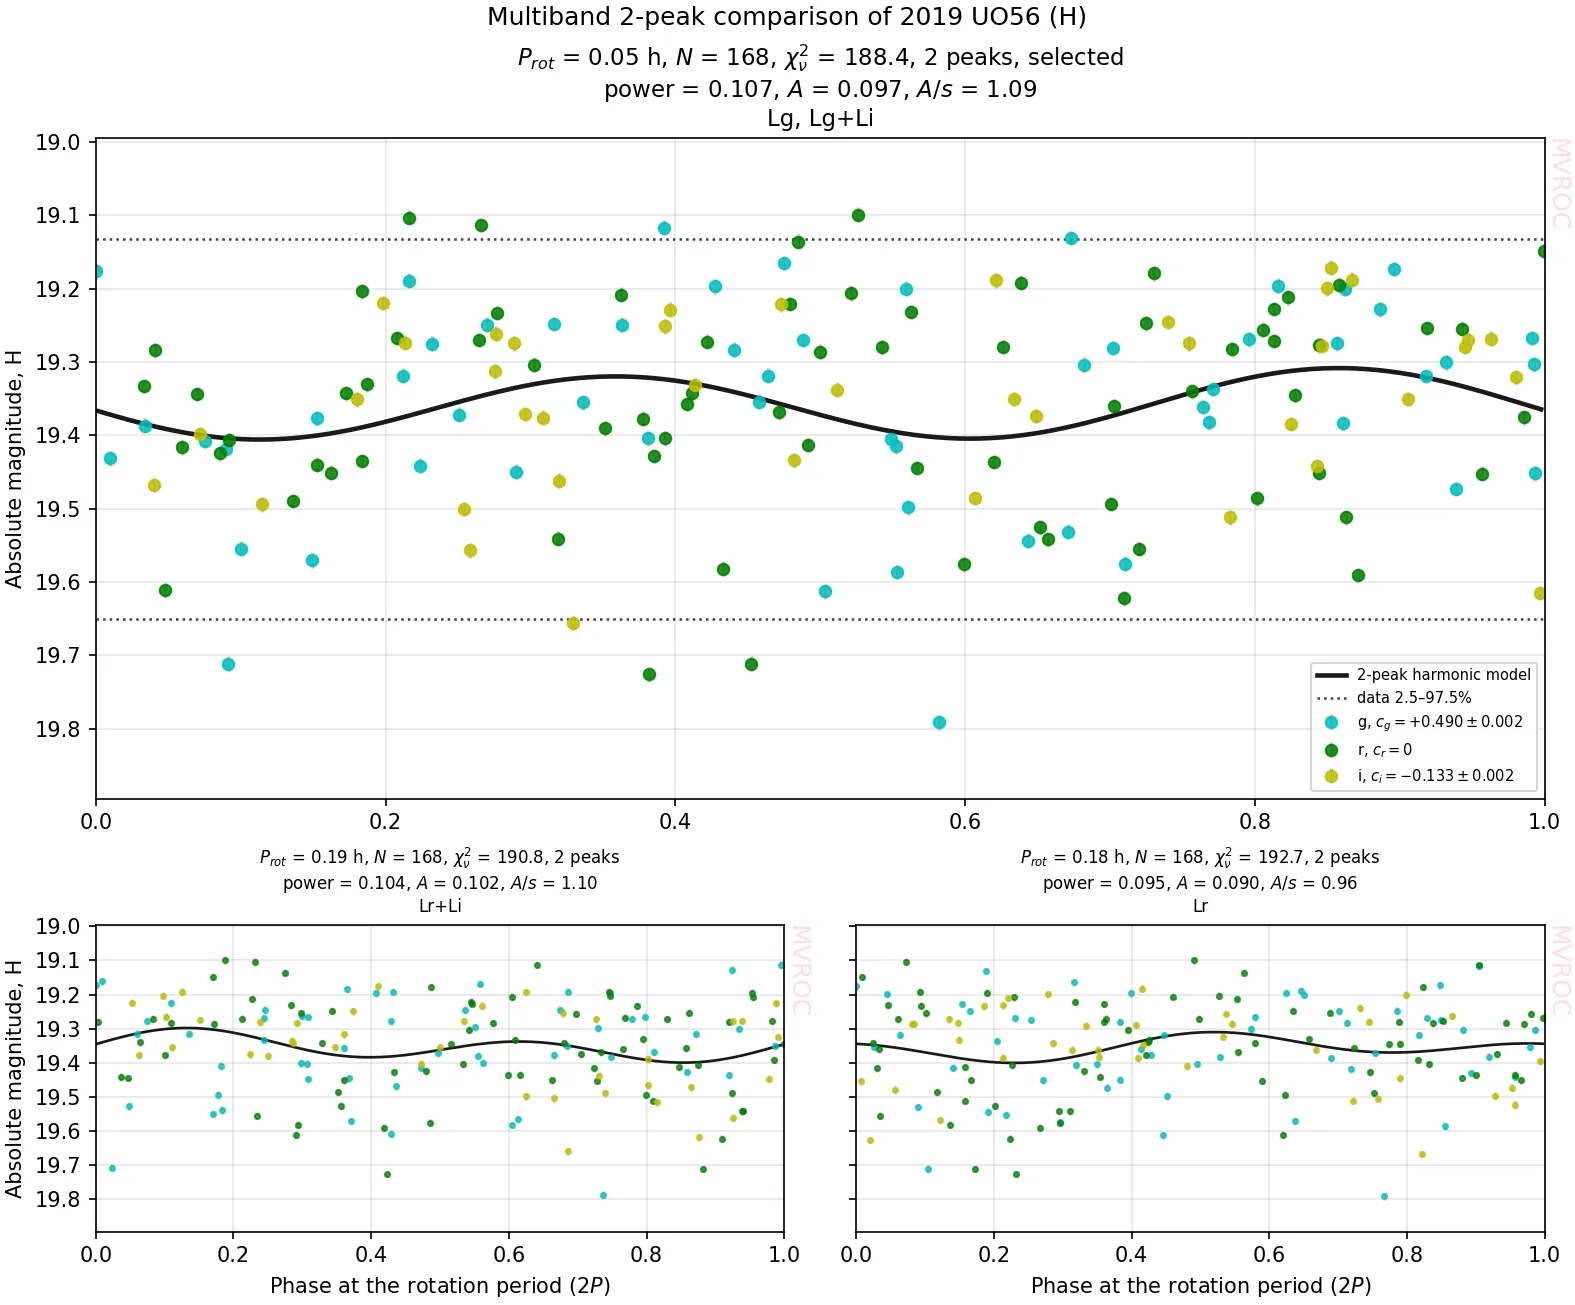 Multiband 2-peak comparison of 2019 UO56 (H)
P_rot = 0.05 h, N = 168, χ²_ν = 188.4, 2 peaks, selected
power = 0.107, A = 0.097, A/s = 1.09
Lg, Lg+Li
MVROC
Absolute magnitude, H
19.0
19.1
19.2
19.3
19.4
19.5
19.6
19.7
19.8
2-peak harmonic model
data 2.5–97.5%
g, c_g = +0.490 ± 0.002
r, c_r = 0
i, c_i = −0.133 ± 0.002
0.0 0.2 0.4 0.6 0.8 1.0
P_rot = 0.19 h, N = 168, χ²_ν = 190.8, 2 peaks
power = 0.104, A = 0.102, A/s = 1.10
Lr+Li
MVROC
Absolute magnitude, H
19.0
19.1
19.2
19.3
19.4
19.5
19.6
19.7
19.8
0.0 0.2 0.4 0.6 0.8 1.0
Phase at the rotation period (2P)
P_rot = 0.18 h, N = 168, χ²_ν = 192.7, 2 peaks
power = 0.095, A = 0.090, A/s = 0.96
Lr
MVROC
0.0 0.2 0.4 0.6 0.8 1.0
Phase at the rotation period (2P)